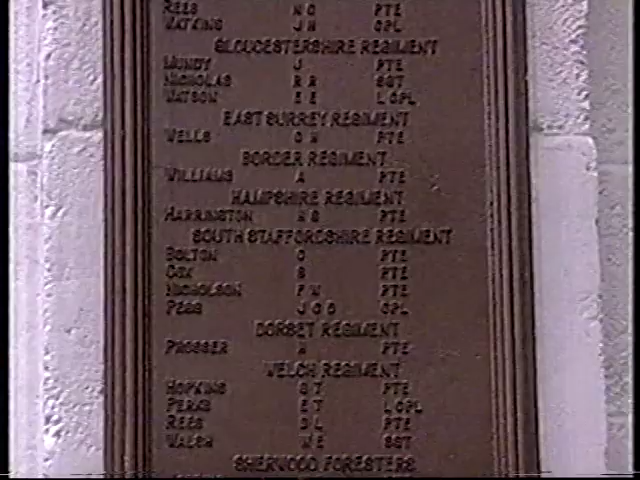 REES PTE
WATKINS J H CPL
GLOUCESTERSHIRE REGIMENT
MUNDY J PTE
NICHOLAS R R SGT
WATSON E E L CPL
EAST SURREY REGIMENT
WELLS PTE
BORDER REGIMENT
WILLIAMS A PTE
HAMPSHIRE REGIMENT
HARRINGTON PTE
SOUTH STAFFORDSHIRE REGIMENT
BOLTON PTE
COX PTE
NICHOLSON F W PTE
PEGG CPL
DORSET REGIMENT
PROSSER PTE
WELCH REGIMENT
HOPKINS PTE
PERKS E T L CPL
REES D L PTE
WALSH W E SGT
SHERWOOD FORESTERS